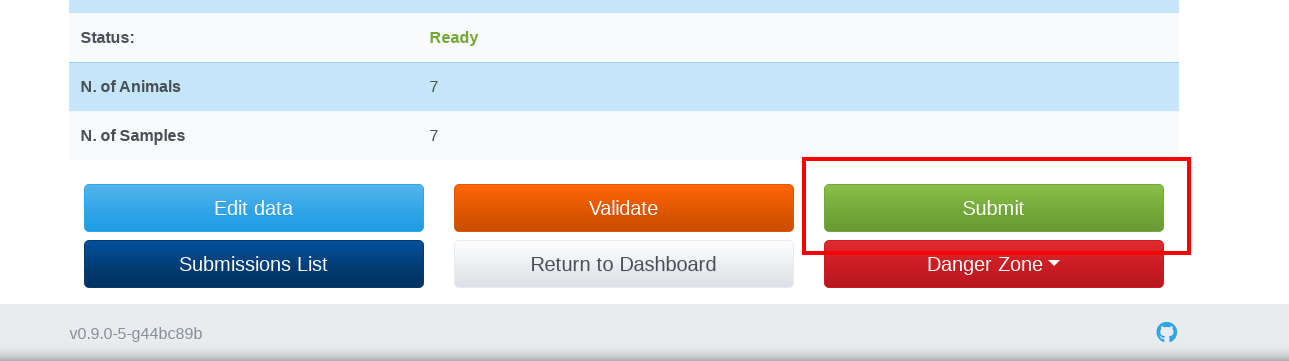 Status: Ready
N. of Animals 7
N. of Samples 7
Edit data Validate Submit
Submissions List Return to Dashboard Danger Zone
v0.9.0-5-g44bc89b